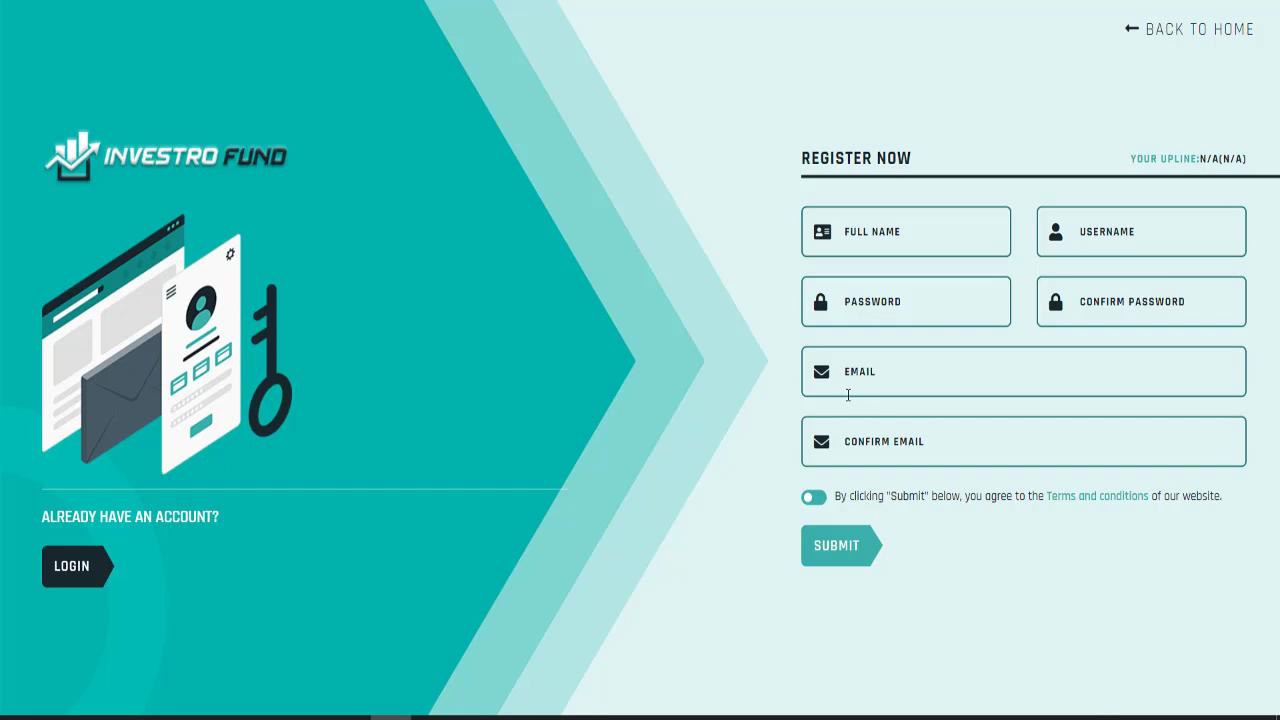 BACK TO HOME
INVESTRO FUND
REGISTER NOW
YOUR UPLINE:N/A(N/A)
FULL NAME
USERNAME
PASSWORD
CONFIRM PASSWORD
EMAIL
CONFIRM EMAIL
By clicking "Submit" below, you agree to the Terms and conditions of our website.
SUBMIT
ALREADY HAVE AN ACCOUNT?
LOGIN